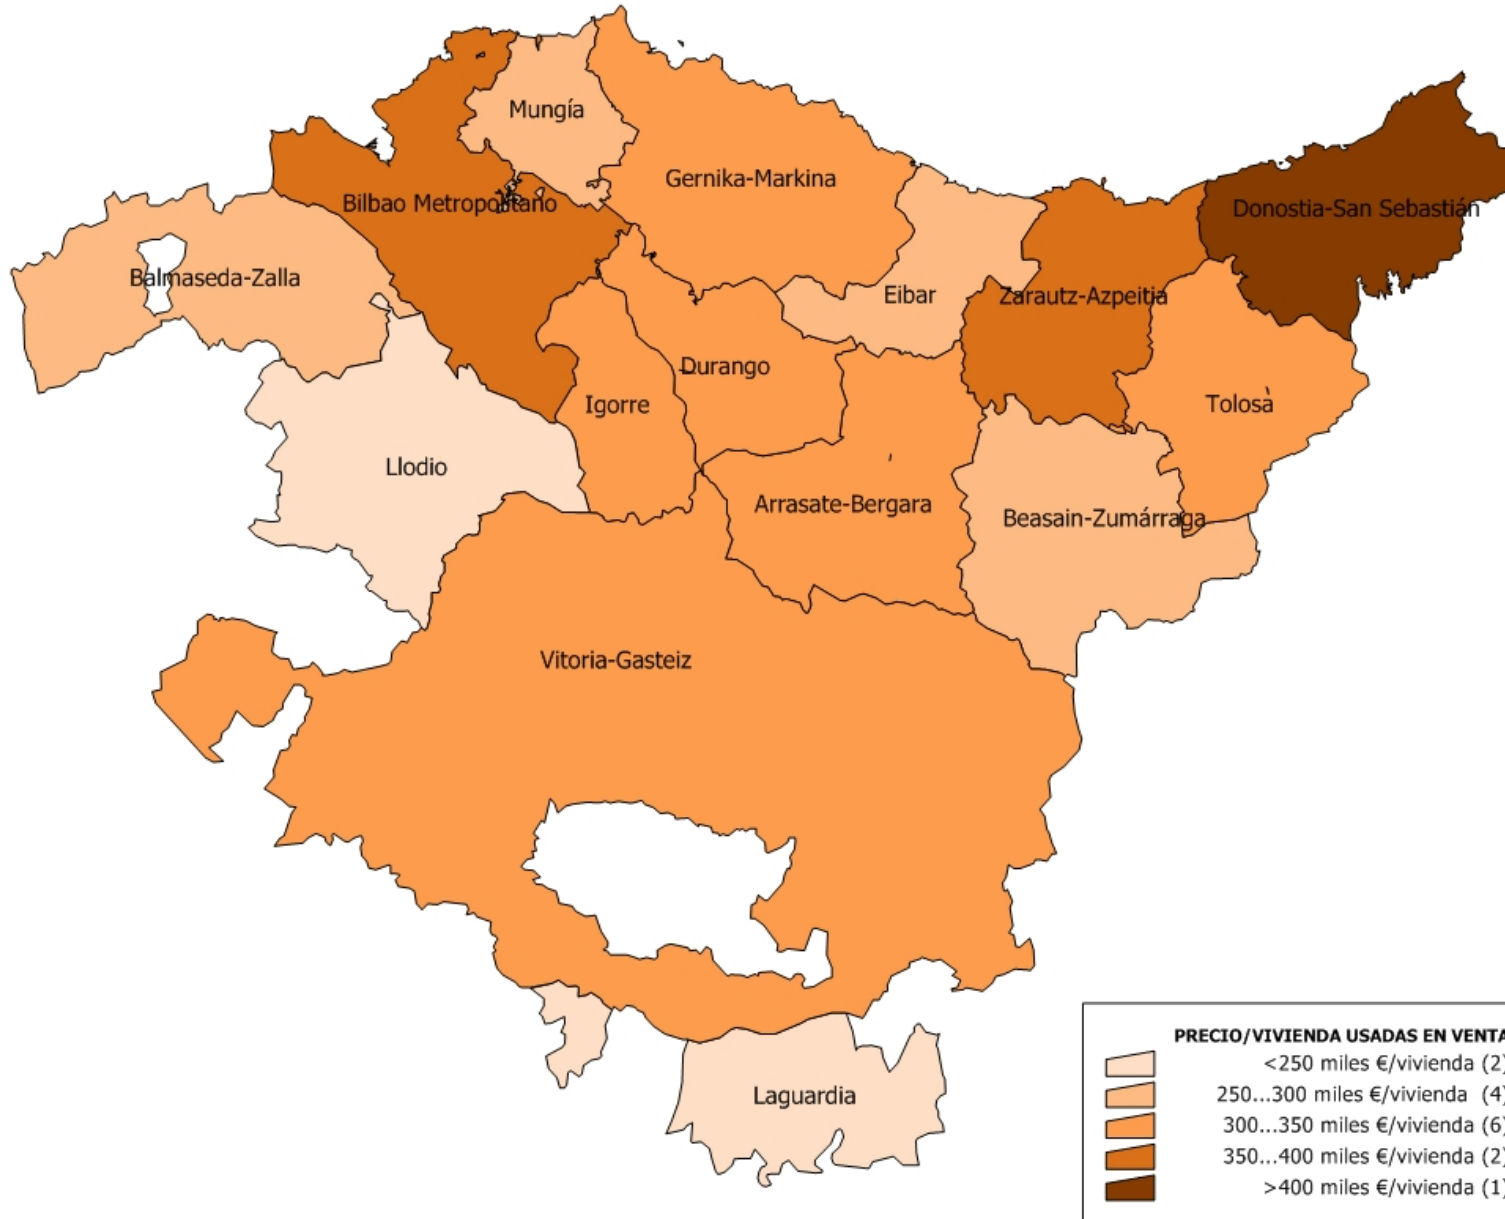 Mungía
Gernika-Markina
Bilbao Metropolitano
Donostia-San Sebastián
Balmaseda-Zalla
Eibar
Zarautz-Azpeitia
Durango
Igorre
Tolosa
Llodio
Arrasate-Bergara
Beasain-Zumárraga
Vitoria-Gasteiz
Laguardia
PRECIO/VIVIENDA USADAS EN VENTA
<250 miles €/vivienda (2)
250...300 miles €/vivienda (4)
300...350 miles €/vivienda (6)
350...400 miles €/vivienda (2)
>400 miles €/vivienda (1)